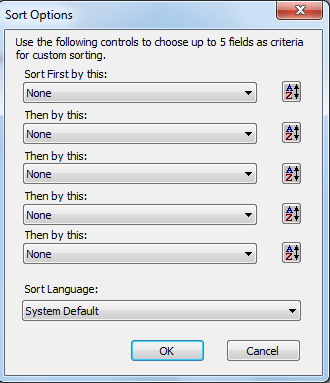 Sort Options
Use the following controls to choose up to 5 fields as criteria
for custom sorting.
Sort First by this:
None
A
Z
Then by this:
None
A
Z
Then by this:
None
A
Z
Then by this:
None
A
Z
Then by this:
None
A
Z
Sort Language:
System Default
OK
Cancel